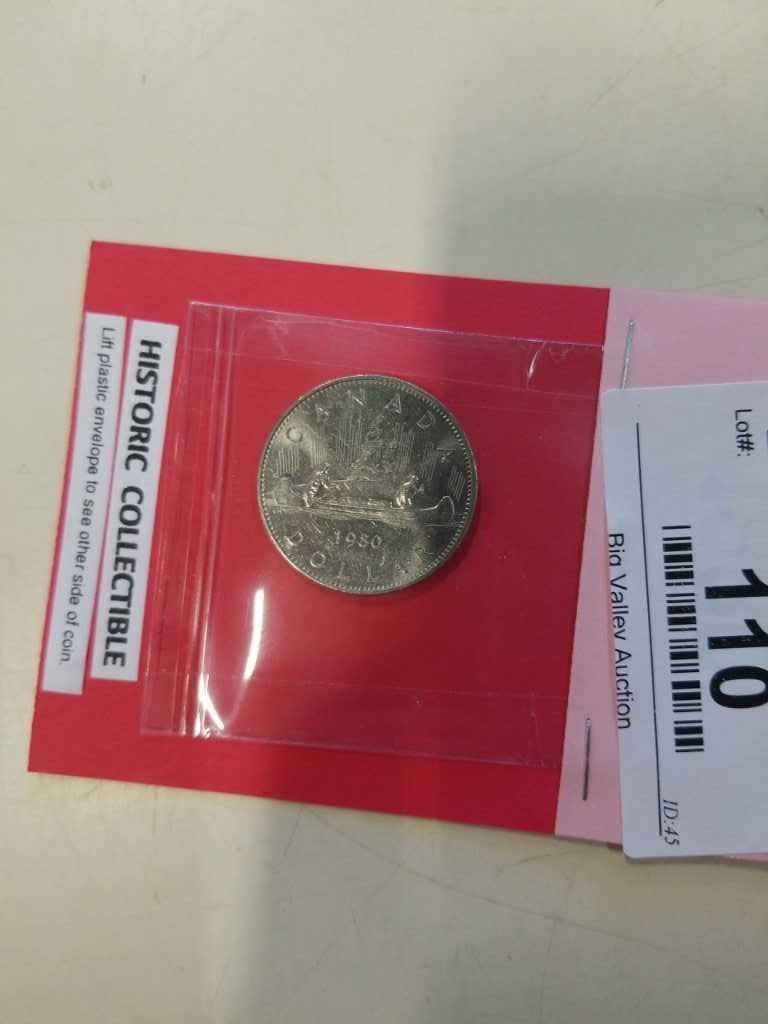 HISTORIC COLLECTIBLE
Lift plastic envelope to see other side of coin.
CANADA
1980
DOLLAR
Lot#:
110
Big Valley Auction
ID:45